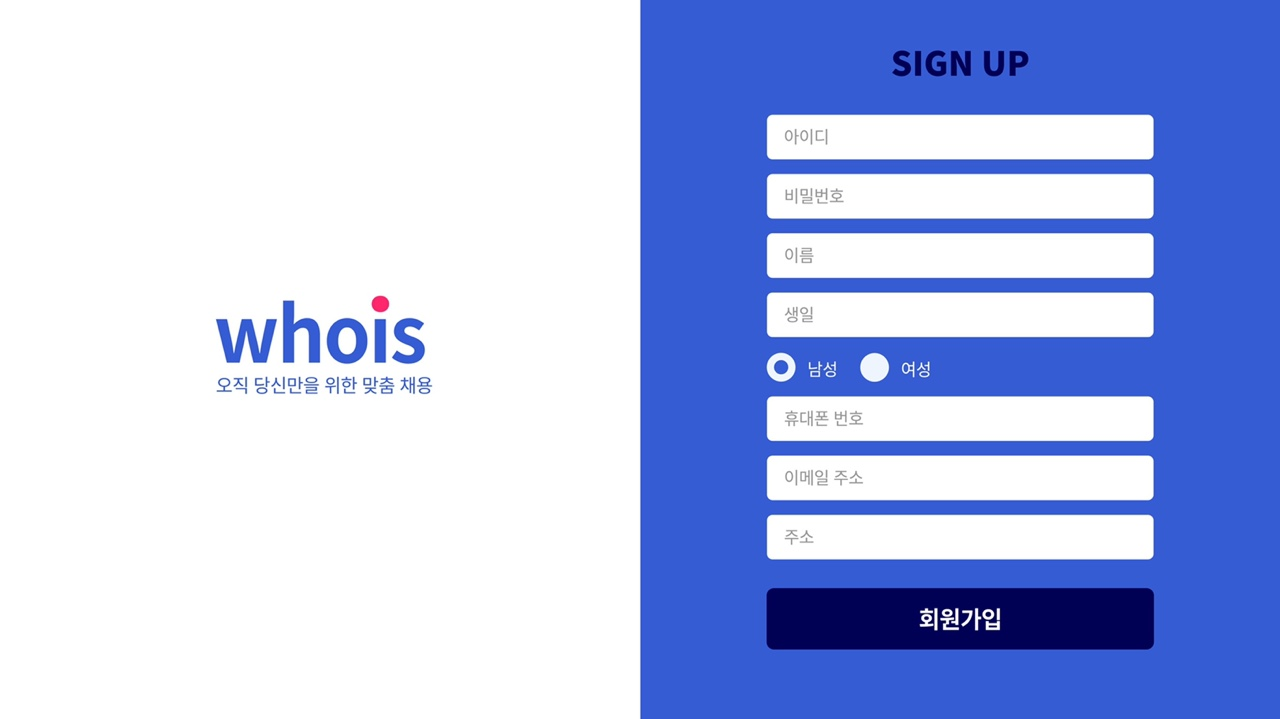 whois
오직 당신만을 위한 맞춤 채용
SIGN UP
아이디
비밀번호
이름
생일
남성 여성
휴대폰 번호
이메일 주소
주소
회원가입